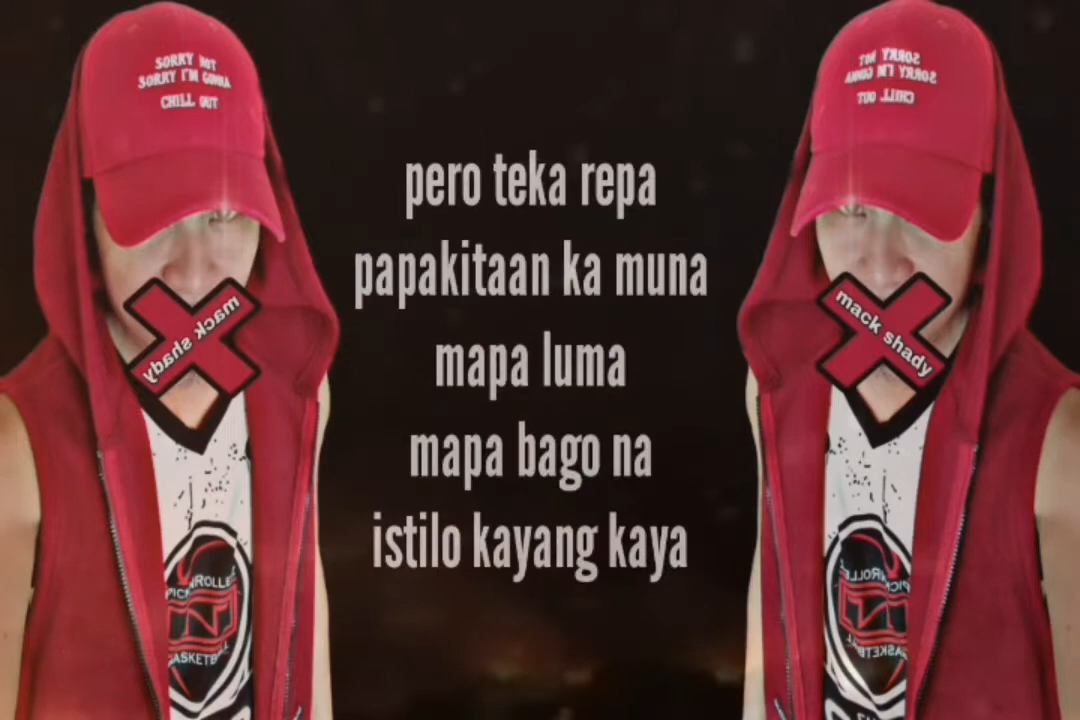 SORRY NOT
SORRY I'M GONNA
CHILL OUT
mack shady
pero teka repa
papakitaan ka muna
mapa luma
mapa bago na
istilo kayang kaya
SORRY NOT
SORRY I'M GONNA
CHILL OUT
mack shady